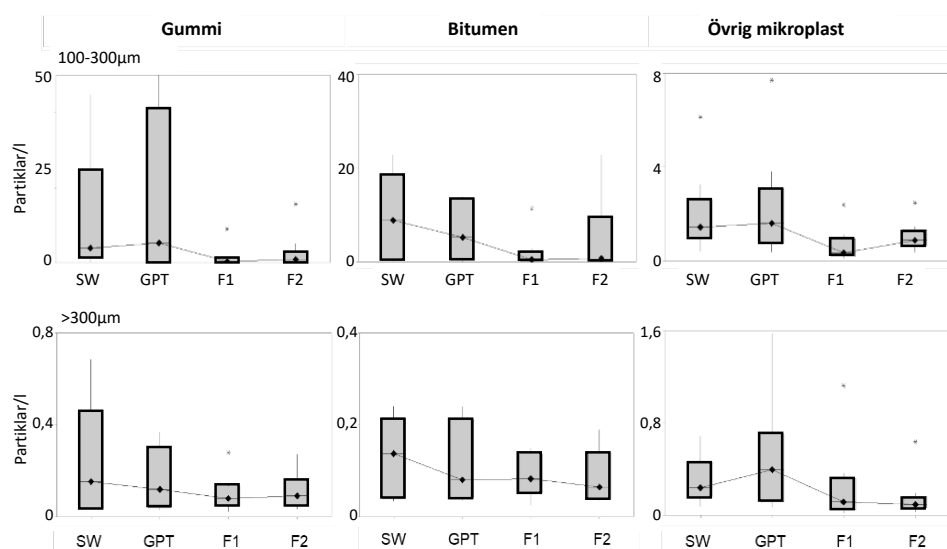 Gummi Bitumen Övrig mikroplast
100-300µm
50 40 8
Partiklar/l
25 20 4
0 0 0
SW GPT F1 F2 SW GPT F1 F2 SW GPT F1 F2
>300µm
0,8 0,4 1,6
Partiklar/l
0,4 0,2 0,8
0 0 0
SW GPT F1 F2 SW GPT F1 F2 SW GPT F1 F2